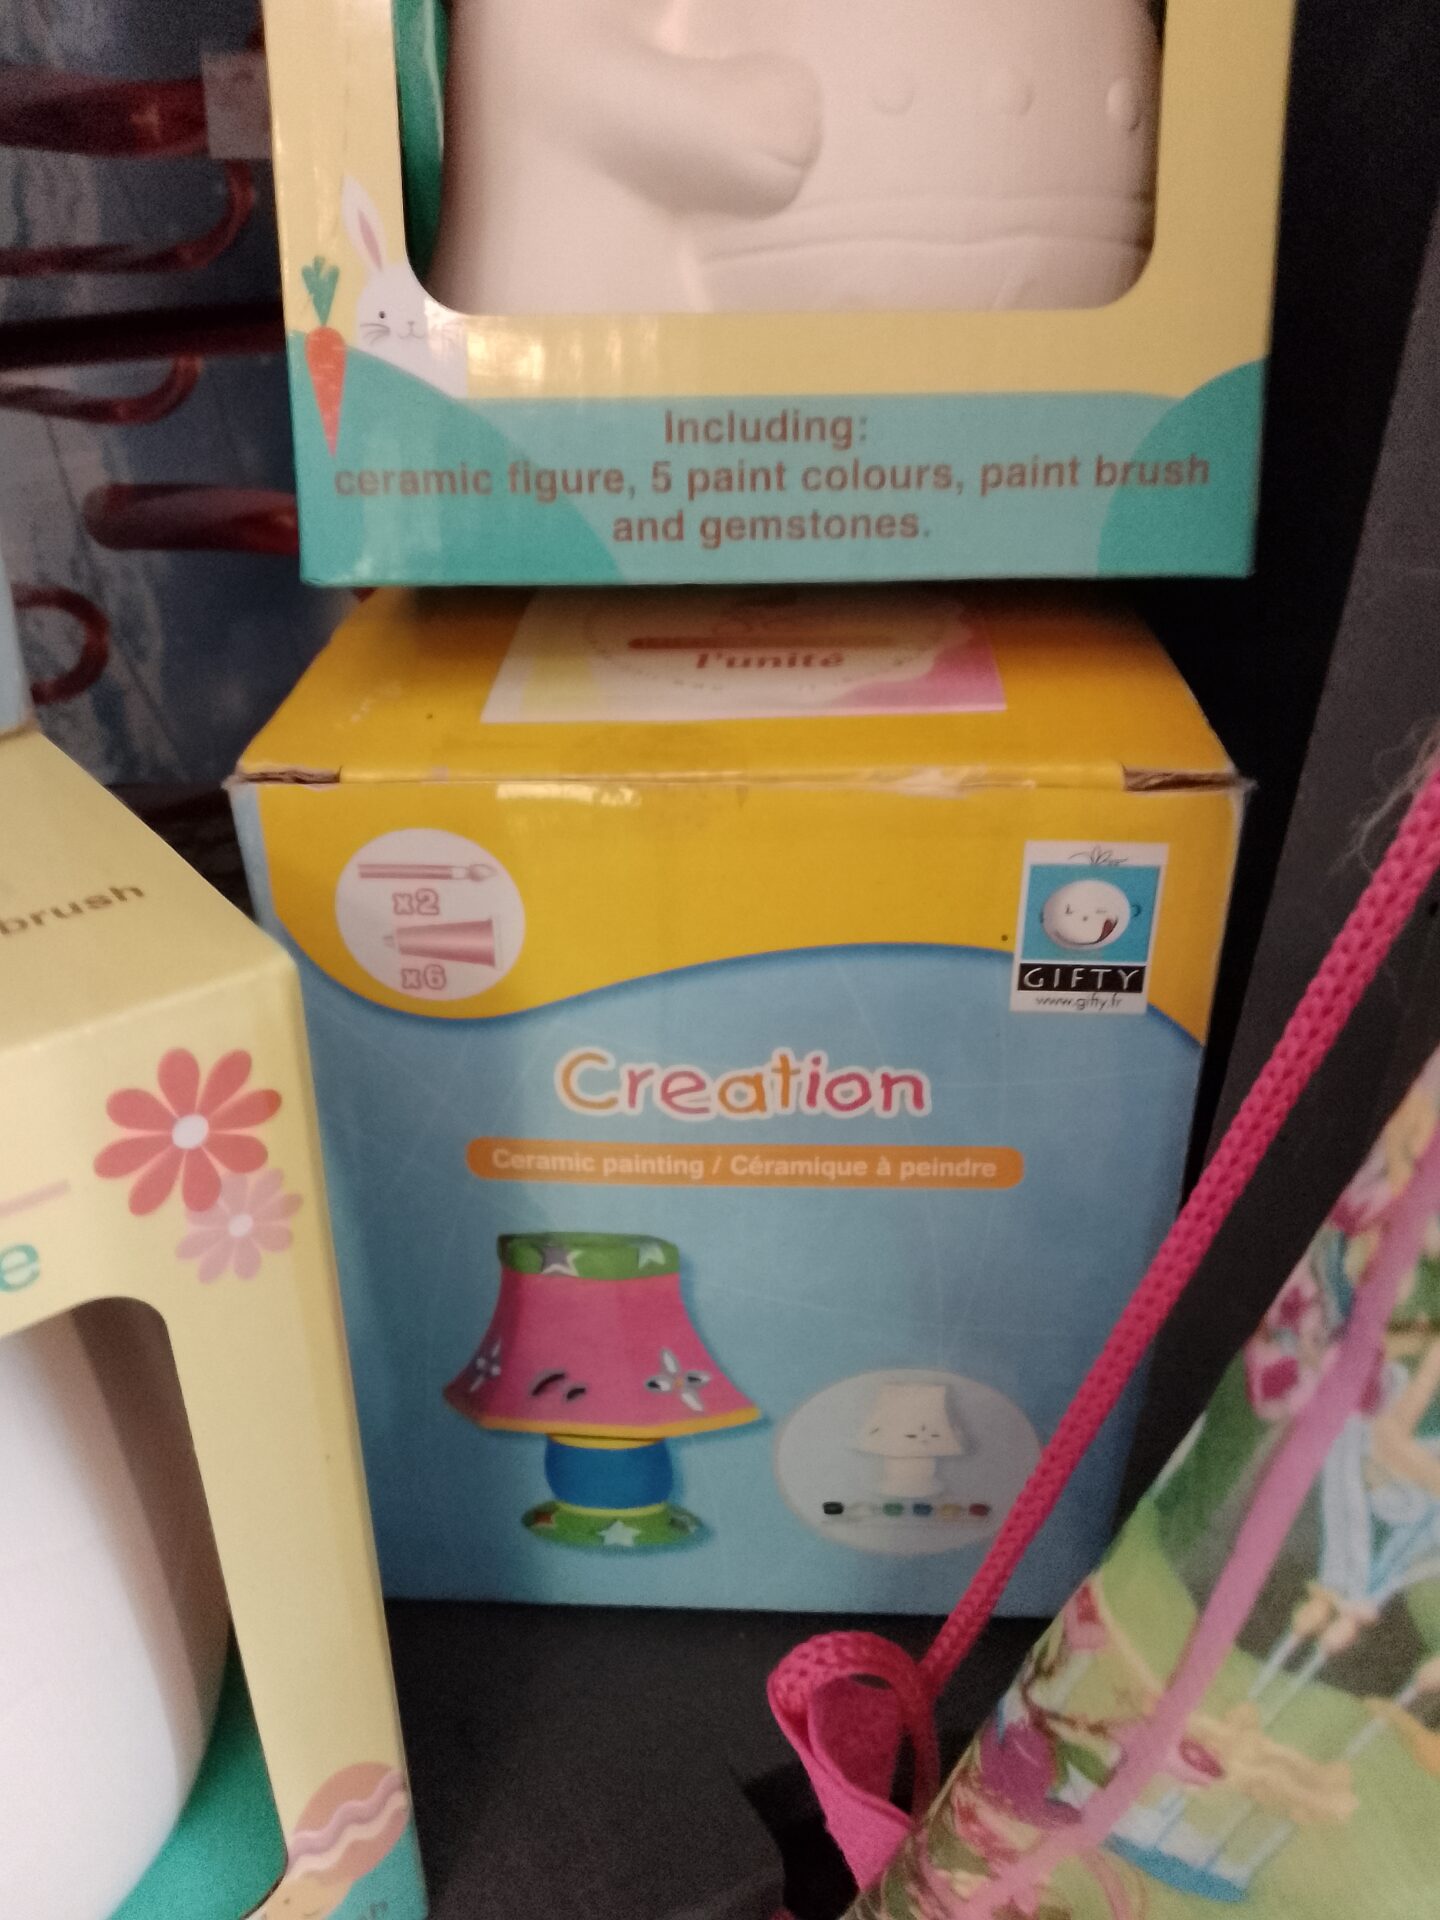 Including:
ceramic figure, 5 paint colours, paint brush
and gemstones.
l'unité
x2
x6
GIFTY
www.gifty.fr
Creation
Ceramic painting / Céramique à peindre
brush
e